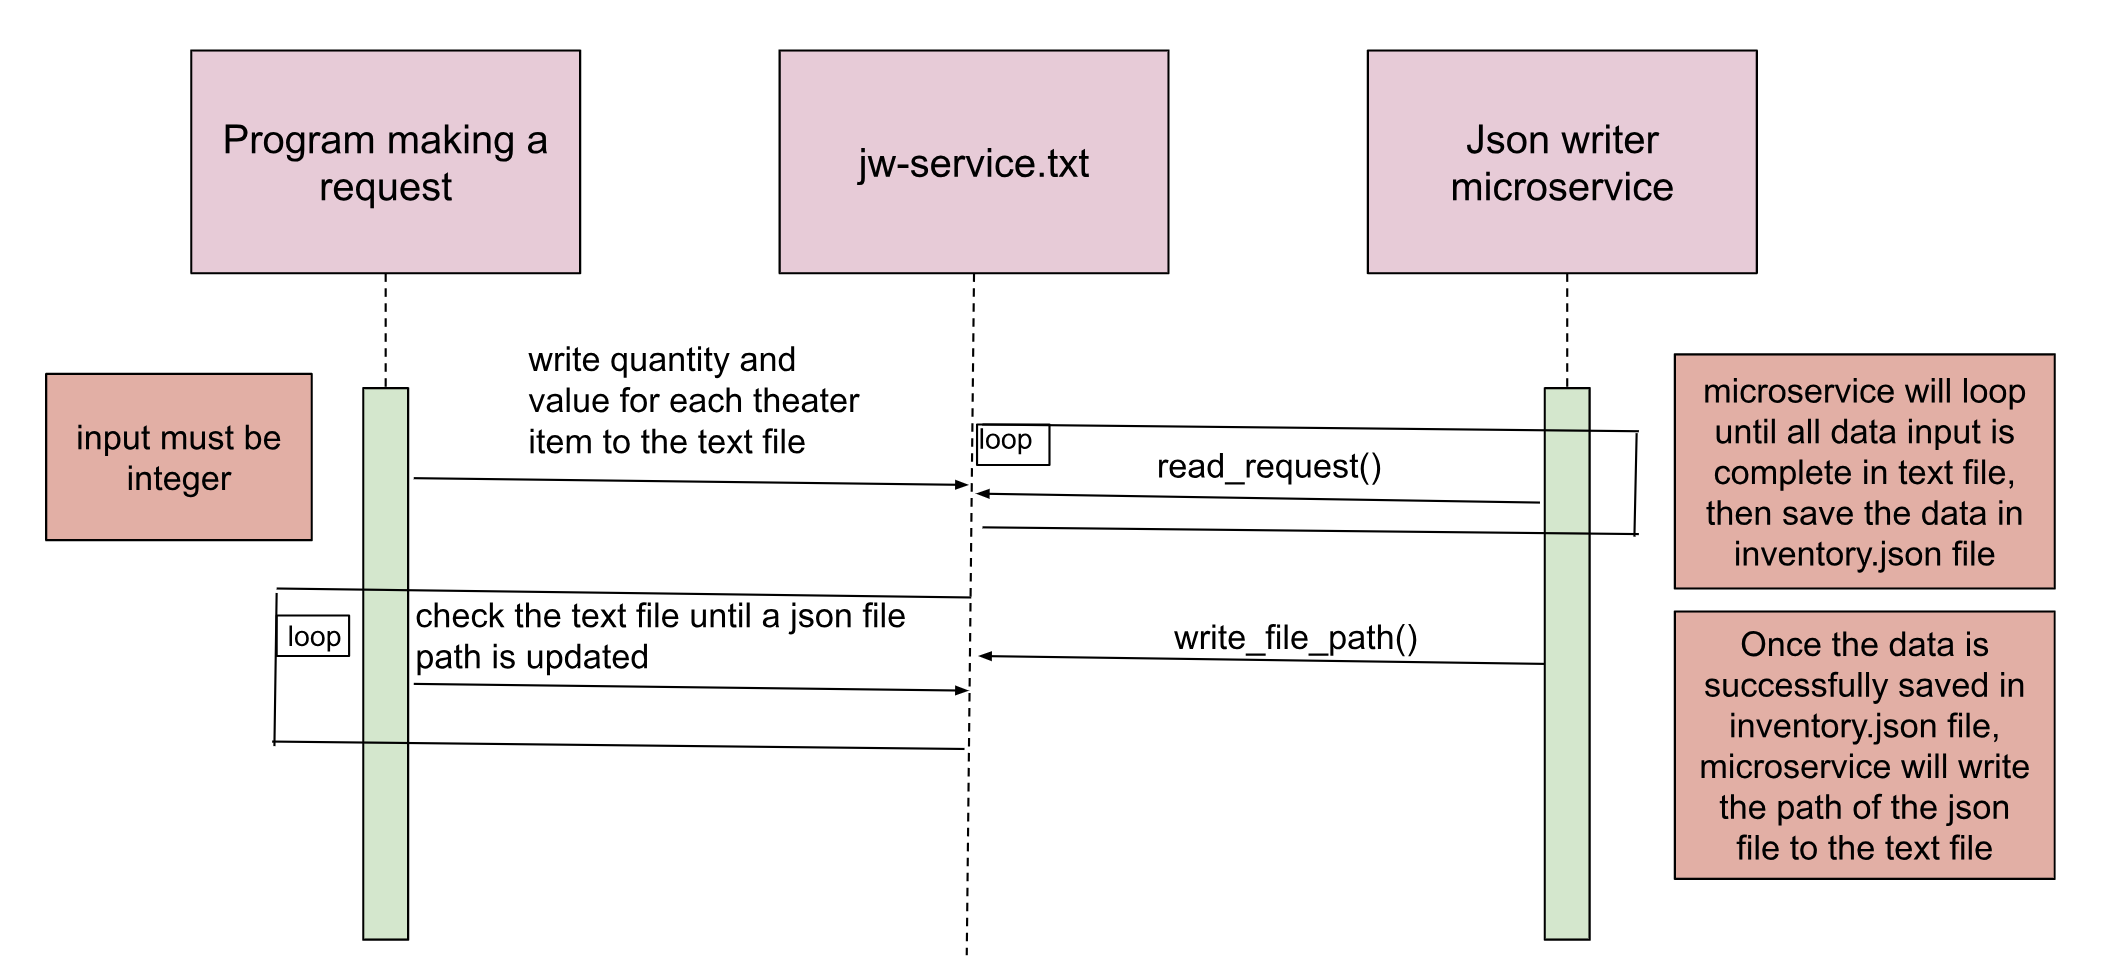 Program making a
request
jw-service.txt
Json writer
microservice
write quantity and
value for each theater
item to the text file
input must be
integer
loop
read_request()
microservice will loop
until all data input is
complete in text file,
then save the data in
inventory.json file
loop
check the text file until a json file
path is updated
write_file_path()
Once the data is
successfully saved in
inventory.json file,
microservice will write
the path of the json
file to the text file